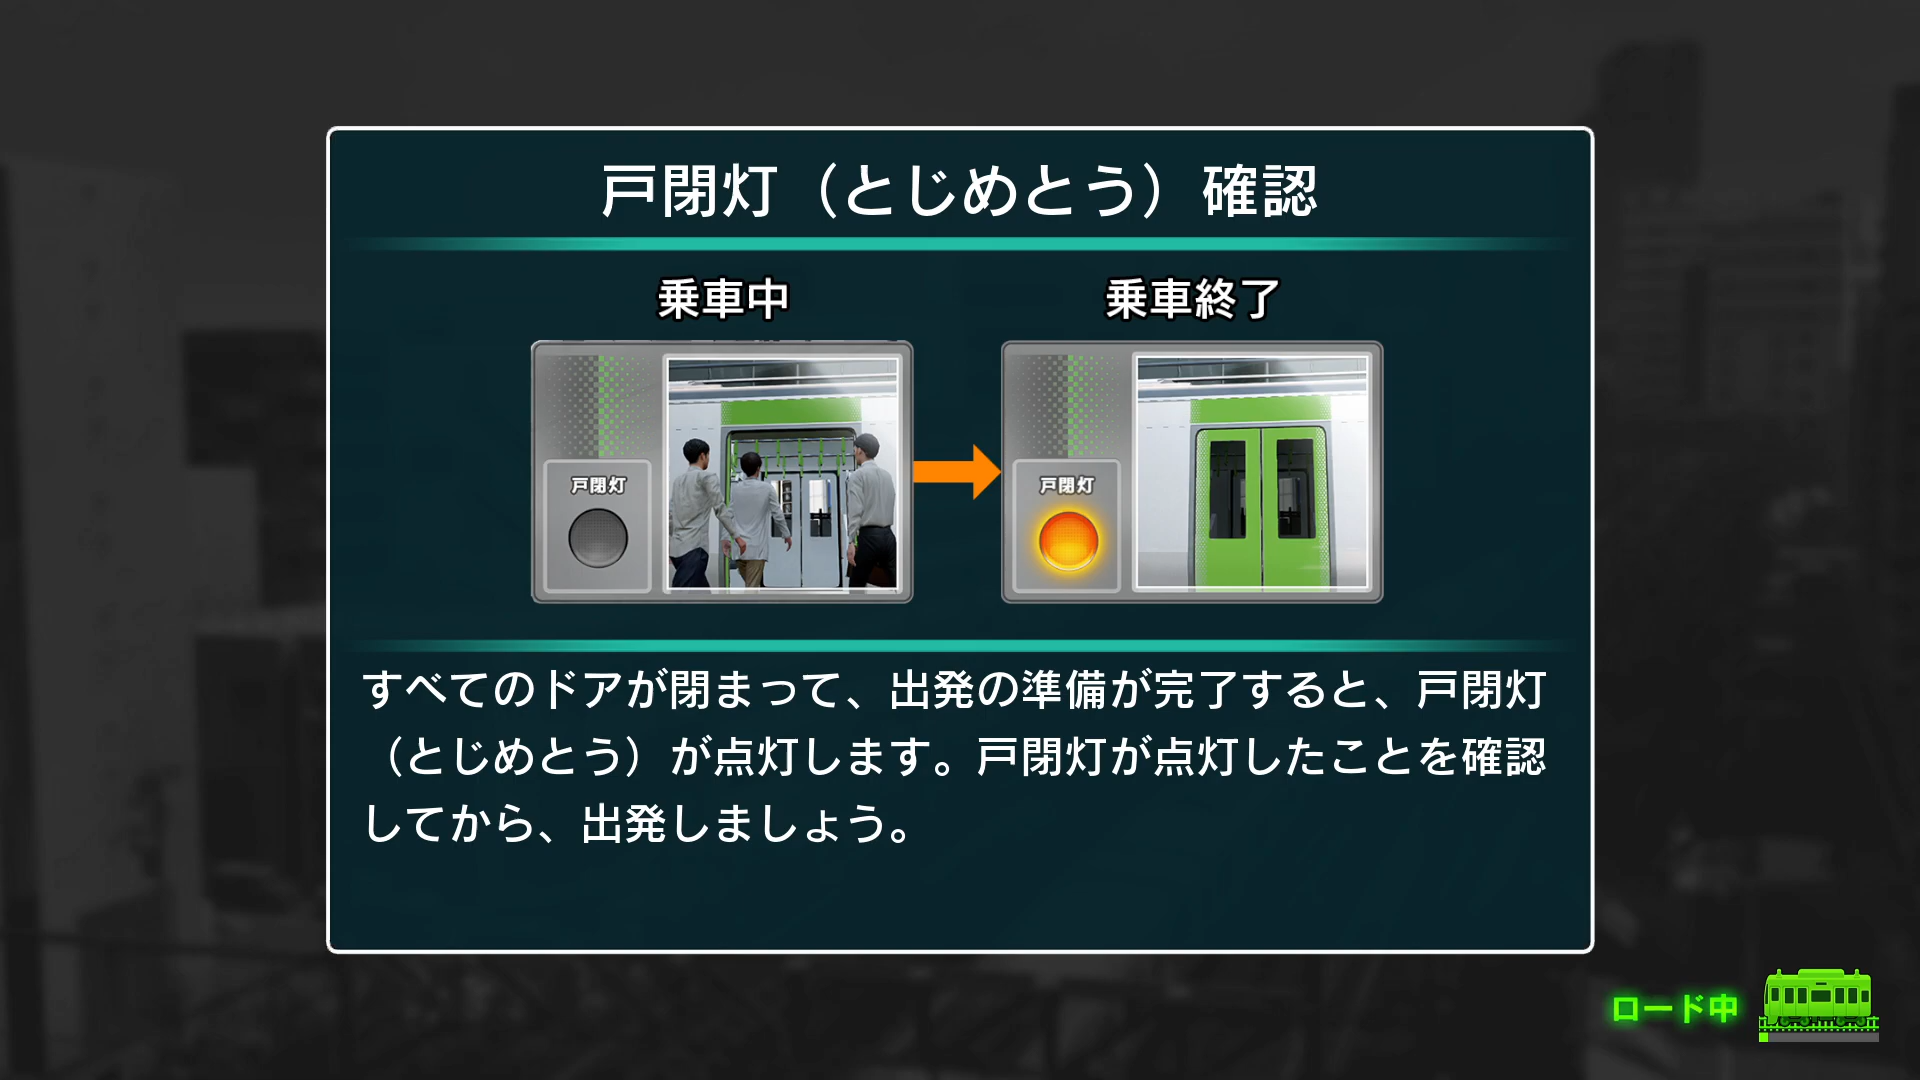 戸閉灯（とじめとう）確認
乗車中
乗車終了
戸閉灯
戸閉灯
すべてのドアが閉まって、出発の準備が完了すると、戸閉灯
（とじめとう）が点灯します。戸閉灯が点灯したことを確認
してから、出発しましょう。
ロード中